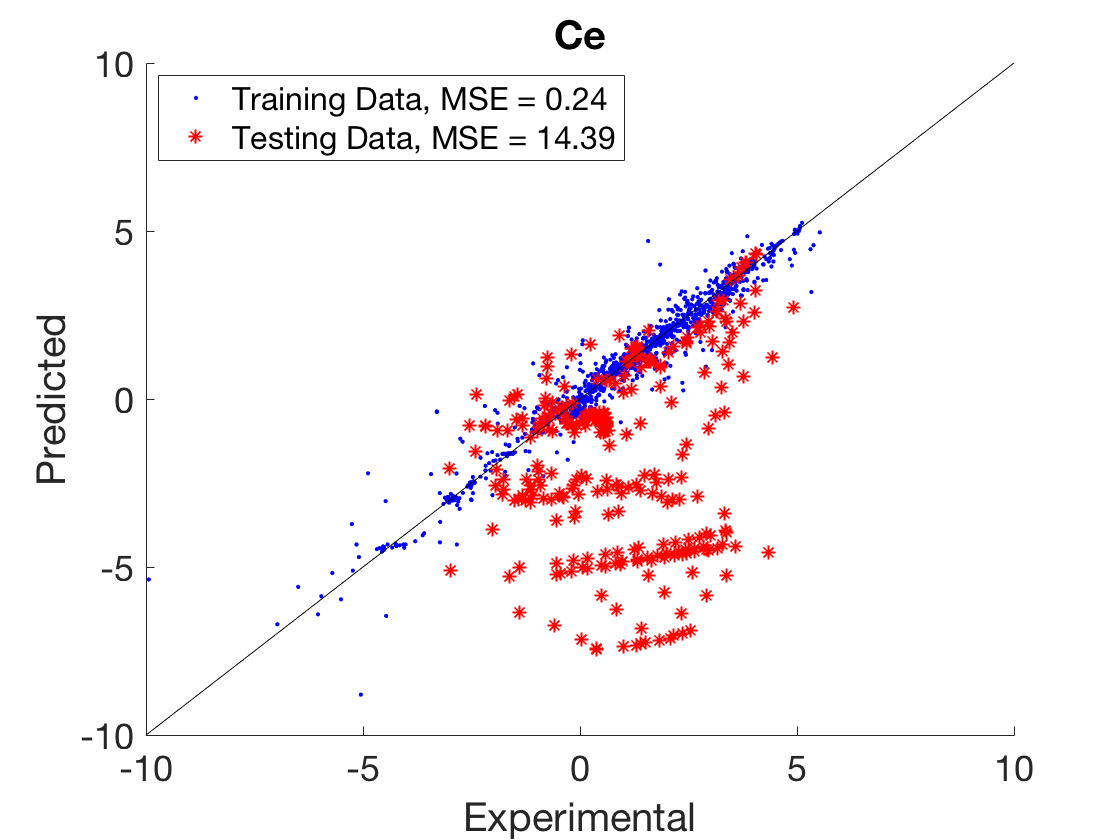 Ce
Training Data, MSE = 0.24
Testing Data, MSE = 14.39
10
5
0
-5
-10
Predicted
-10
-5
0
5
10
Experimental